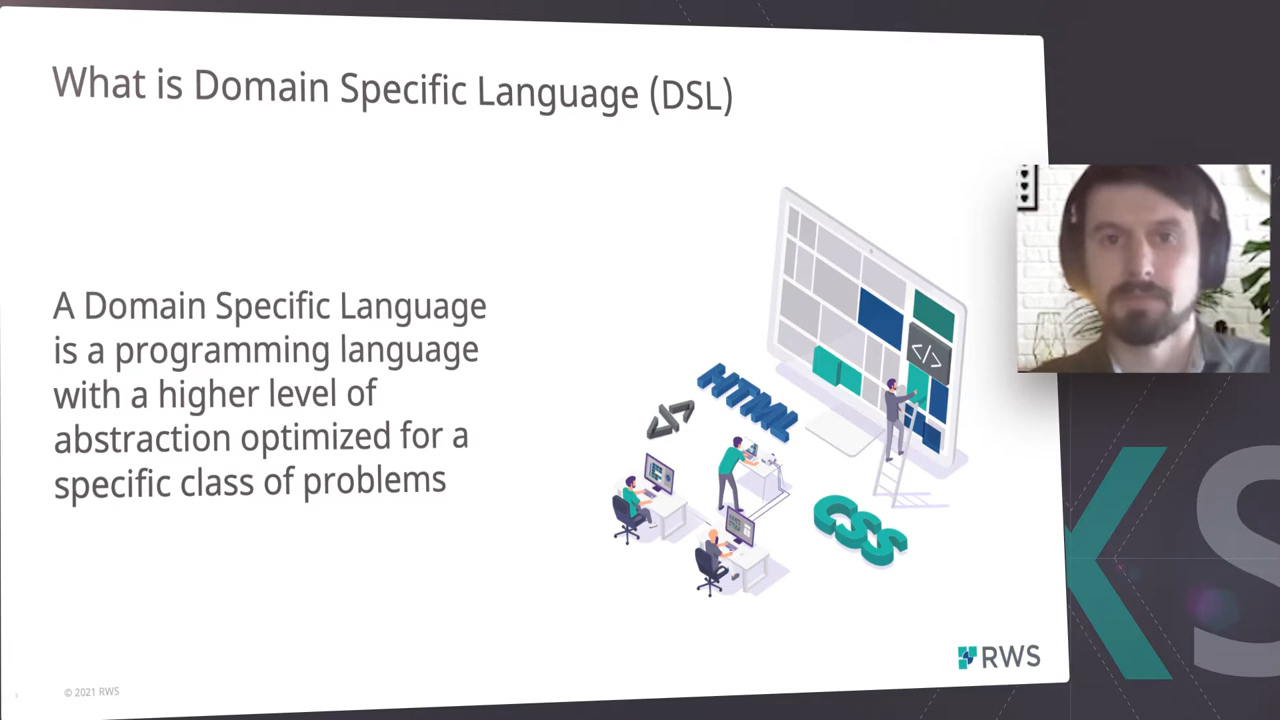 What is Domain Specific Language (DSL)
A Domain Specific Language
is a programming language
with a higher level of
abstraction optimized for a
specific class of problems
</>
HTML
</>
CSS
RWS
© 2021 RWS
KS